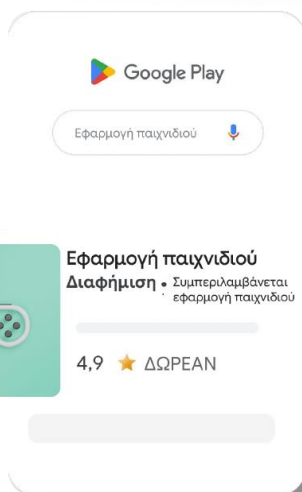 Google Play
Εφαρμογή παιχνιδιού
Εφαρμογή παιχνιδιού
Διαφήμιση • Συμπεριλαμβάνεται
εφαρμογή παιχνιδιού
4,9 ⭐ ΔΩΡΕΑΝ